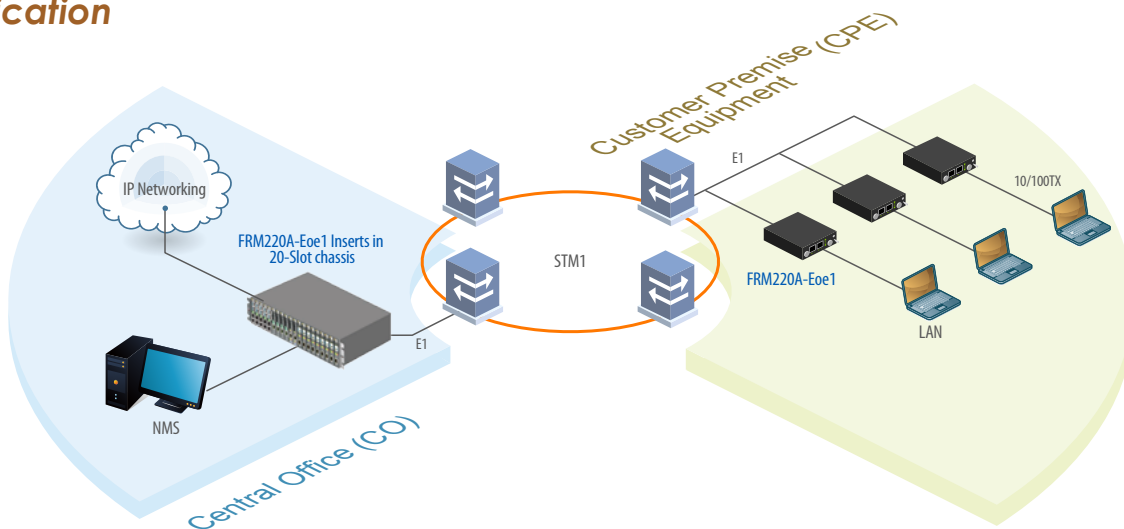 ication
Customer Premise (CPE)
Equipment
E1
10/100TX
IP Networking
FRM220A-Eoe1 Inserts in
20-Slot chassis
STM1
FRM220A-Eoe1
E1
LAN
NMS
Central Office (CO)